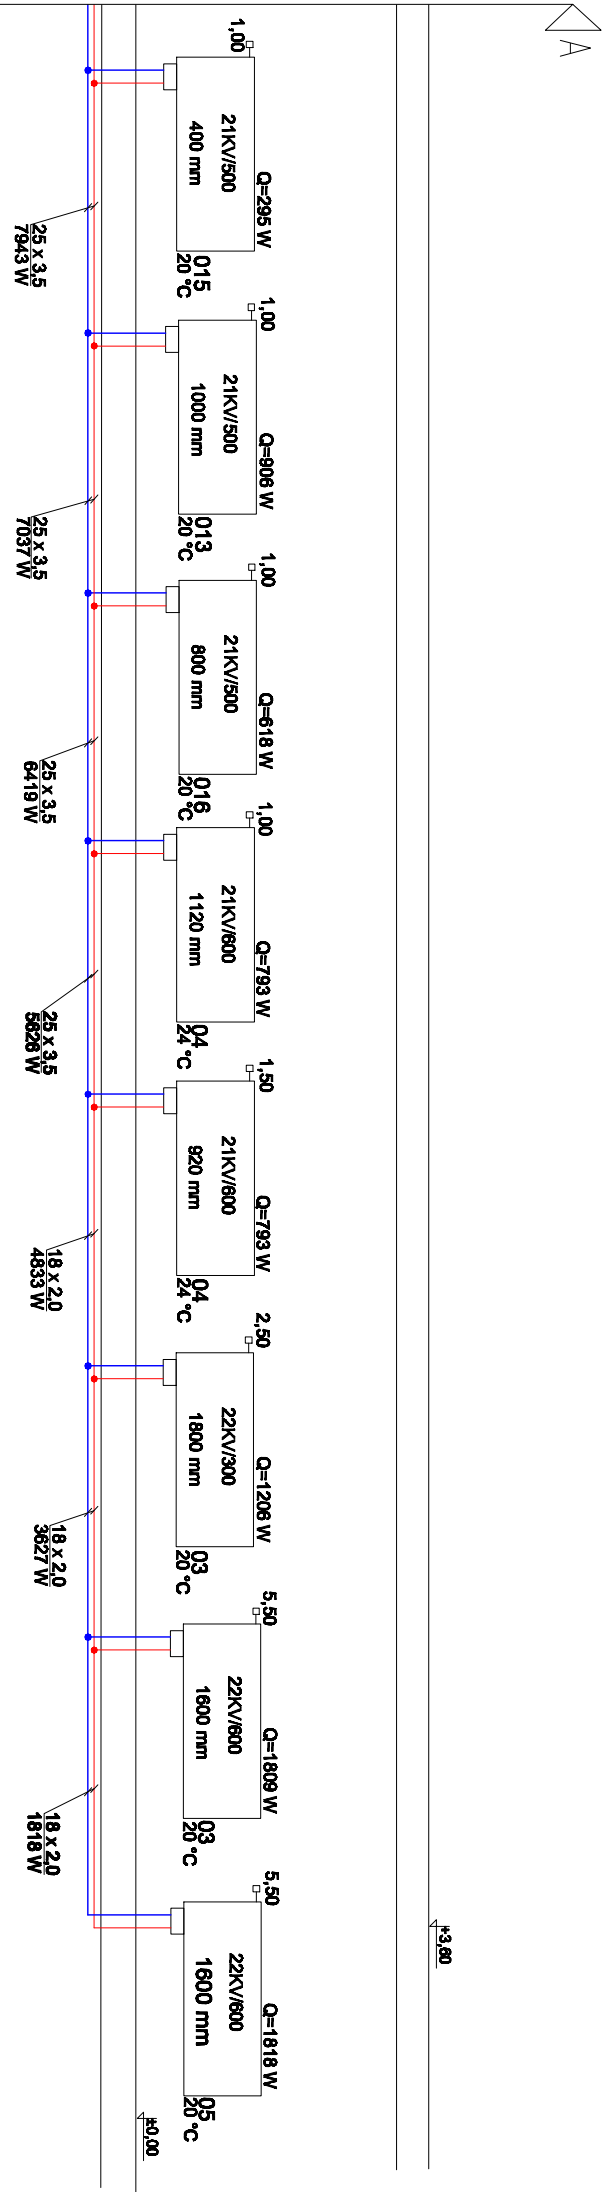 A
1,00
Q=295 W
21KV/500
400 mm
015
20 °C
25 x 3,5
7943 W
1,00
Q=906 W
21KV/500
1000 mm
013
20 °C
25 x 3,5
7037 W
1,00
Q=618 W
21KV/500
800 mm
016
20 °C
25 x 3,5
6419 W
1,00
Q=793 W
21KV/600
1120 mm
04
24 °C
25 x 3,5
5626 W
1,50
Q=793 W
21KV/600
920 mm
04
24 °C
18 x 2,0
4833 W
2,50
Q=1206 W
22KV/300
1800 mm
03
20 °C
18 x 2,0
3627 W
5,50
Q=1809 W
22KV/600
1600 mm
03
20 °C
18 x 2,0
1818 W
5,50
Q=1818 W
22KV/600
1600 mm
05
20 °C
+3,60
±0,00